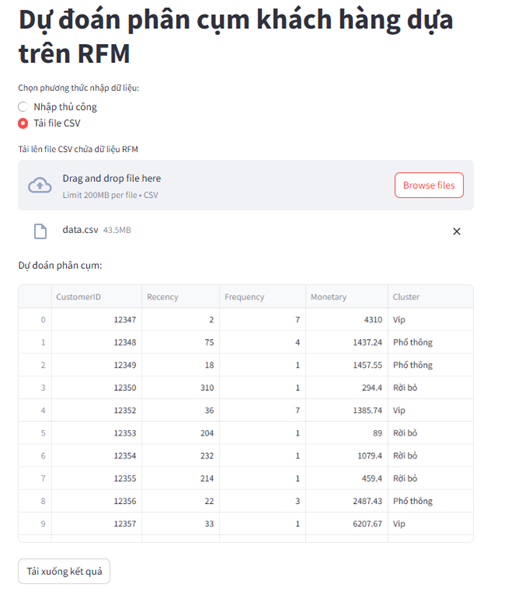 Dự đoán phân cụm khách hàng dựa
trên RFM
Chọn phương thức nhập dữ liệu:
Nhập thủ công
Tải file CSV
Tải lên file CSV chứa dữ liệu RFM
Drag and drop file here
Limit 200MB per file • CSV
Browse files
data.csv 43.5MB
Dự đoán phân cụm:
CustomerID Recency Frequency Monetary Cluster
0 12347 2 7 4310 Vip
1 12348 75 4 1437.24 Phổ thông
2 12349 18 1 1457.55 Phổ thông
3 12350 310 1 294.4 Rời bỏ
4 12352 36 7 1385.74 Vip
5 12353 204 1 89 Rời bỏ
6 12354 232 1 1079.4 Rời bỏ
7 12355 214 1 459.4 Rời bỏ
8 12356 22 3 2487.43 Phổ thông
9 12357 33 1 6207.67 Vip
Tải xuống kết quả